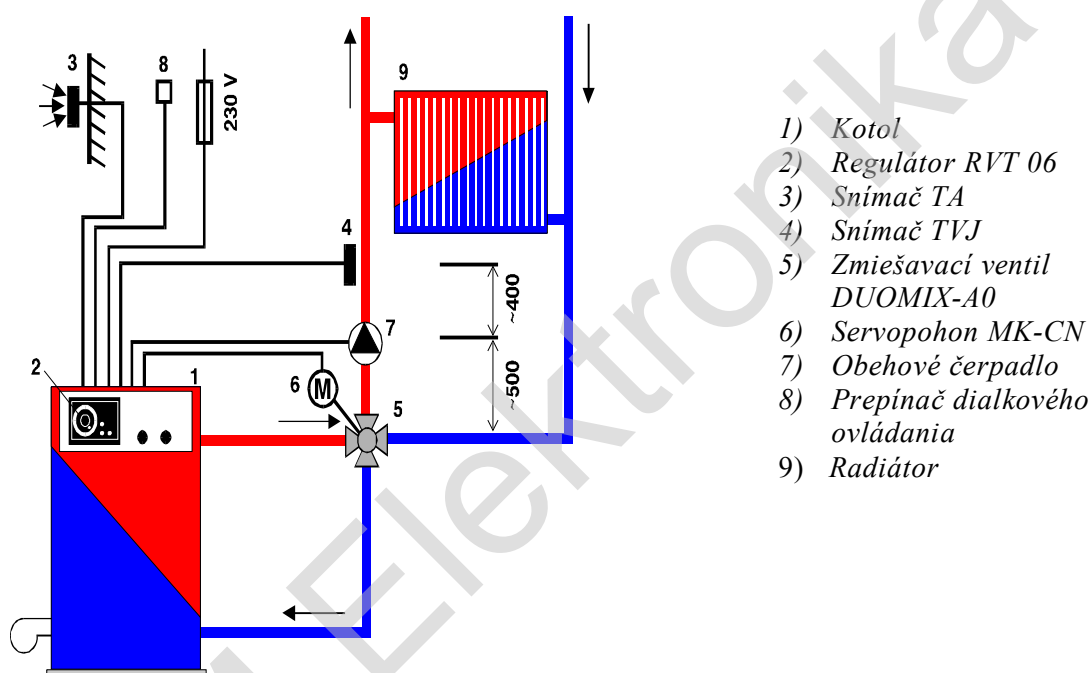 3
8
230 V
9
4
~400
7
2
1
6
M
5
~500
1) Kotol
2) Regulátor RVT 06
3) Snímač TA
4) Snímač TVJ
5) Zmiešavací ventil
DUOMIX-A0
6) Servopohon MK-CN
7) Obehové čerpadlo
8) Prepínač dialkového
ovládania
9) Radiátor
Elektronika